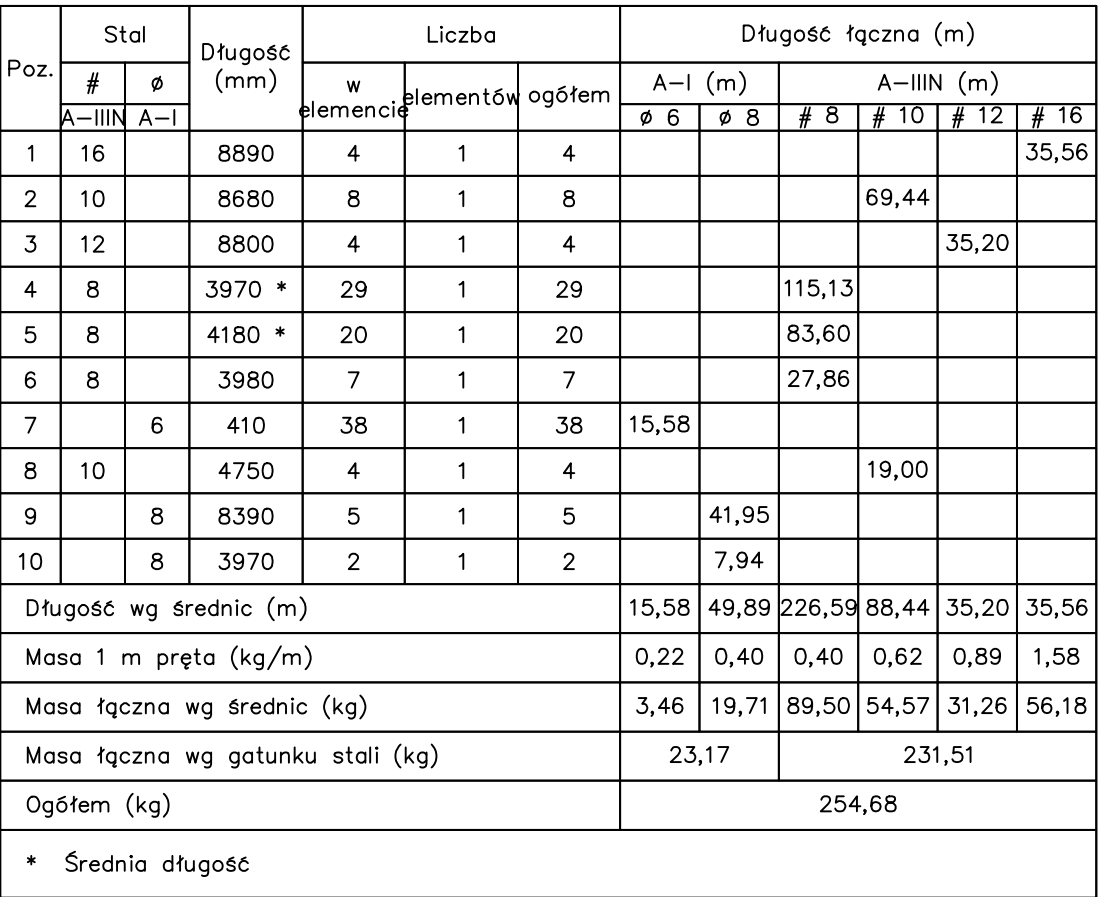 Poz. Stal Długość (mm) Liczba Długość łączna (m)
# ø w elemencie elementów ogółem A–I (m) A–IIIN (m)
A–IIIN A–I ø 6 ø 8 # 8 # 10 # 12 # 16
1 16 8890 4 1 4 35,56
2 10 8680 8 1 8 69,44
3 12 8800 4 1 4 35,20
4 8 3970 * 29 1 29 115,13
5 8 4180 * 20 1 20 83,60
6 8 3980 7 1 7 27,86
7 6 410 38 1 38 15,58
8 10 4750 4 1 4 19,00
9 8 8390 5 1 5 41,95
10 8 3970 2 1 2 7,94
Długość wg średnic (m) 15,58 49,89 226,59 88,44 35,20 35,56
Masa 1 m pręta (kg/m) 0,22 0,40 0,40 0,62 0,89 1,58
Masa łączna wg średnic (kg) 3,46 19,71 89,50 54,57 31,26 56,18
Masa łączna wg gatunku stali (kg) 23,17 231,51
Ogółem (kg) 254,68
* Średnia długość